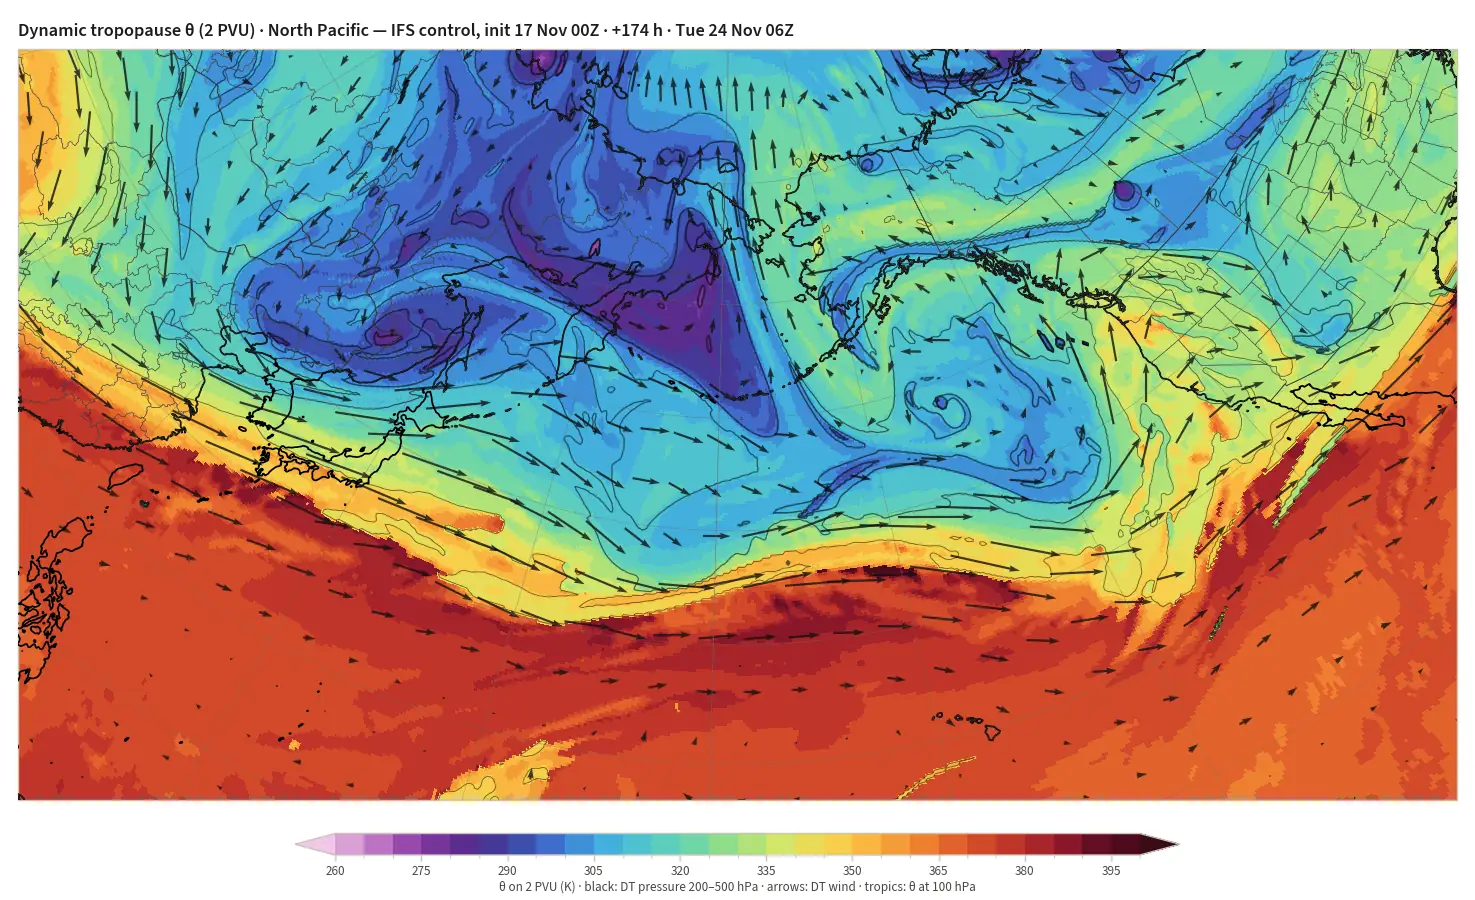 Dynamic tropopause θ (2 PVU) · North Pacific — IFS control, init 17 Nov 00Z · +174 h · Tue 24 Nov 06Z
260 275 290 305 320 335 350 365 380 395
θ on 2 PVU (K) · black: DT pressure 200–500 hPa · arrows: DT wind · tropics: θ at 100 hPa